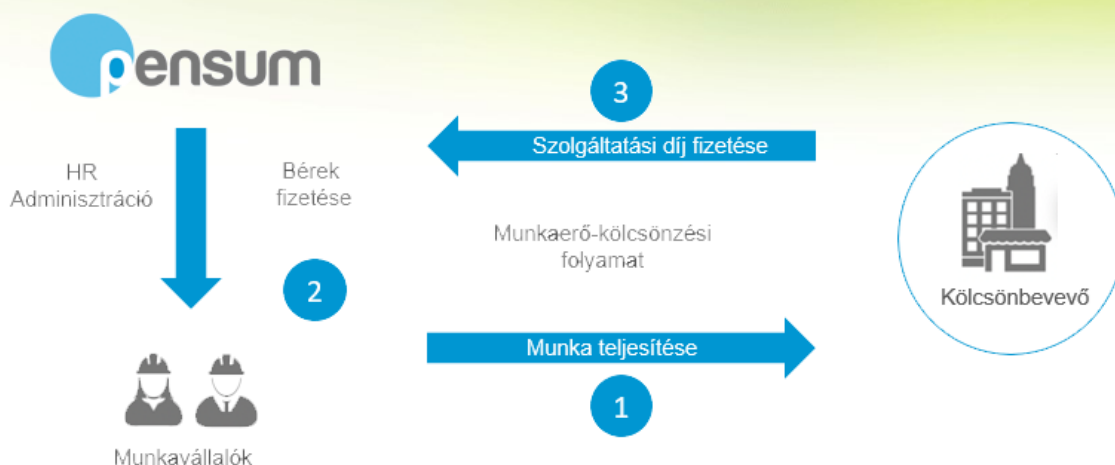 pensum
3
Szolgáltatási díj fizetése
HR
Adminisztráció
Bérek
fizetése
Munkaerő-kölcsönzési
folyamat
2
Kölcsönbevevő
Munka teljesítése
1
Munkavállalók